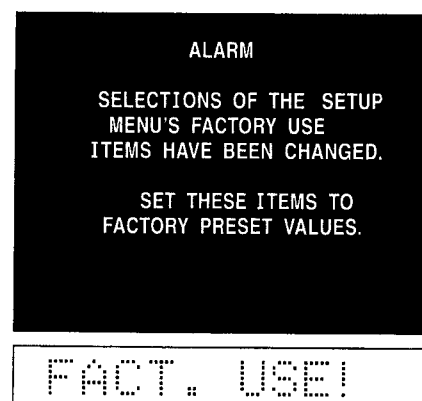 ALARM
SELECTIONS OF THE SETUP
MENU'S FACTORY USE
ITEMS HAVE BEEN CHANGED.
SET THESE ITEMS TO
FACTORY PRESET VALUES.
FACT. USE!